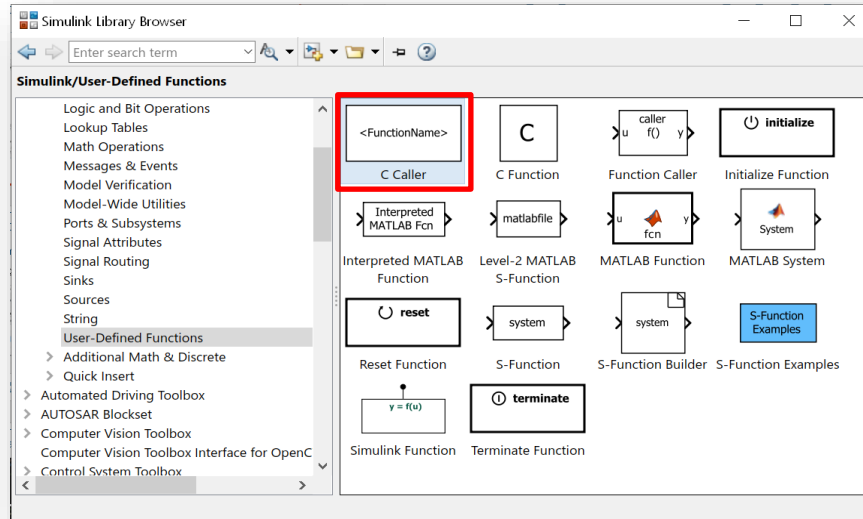 Simulink Library Browser
Enter search term
Simulink/User-Defined Functions
Logic and Bit Operations
Lookup Tables
Math Operations
Messages & Events
Model Verification
Model-Wide Utilities
Ports & Subsystems
Signal Attributes
Signal Routing
Sinks
Sources
String
User-Defined Functions
Additional Math & Discrete
Quick Insert
Automated Driving Toolbox
AUTOSAR Blockset
Computer Vision Toolbox
Computer Vision Toolbox Interface for OpenC
Control System Toolbox
<FunctionName>
C Caller
C
C Function
caller
u f() y
Function Caller
initialize
Initialize Function
Interpreted
MATLAB Fcn
Interpreted MATLAB
Function
matlabfile
Level-2 MATLAB
S-Function
u y
fcn
MATLAB Function
System
MATLAB System
reset
Reset Function
system
S-Function
system
S-Function Builder
S-Function
Examples
S-Function Examples
y = f(u)
Simulink Function
terminate
Terminate Function